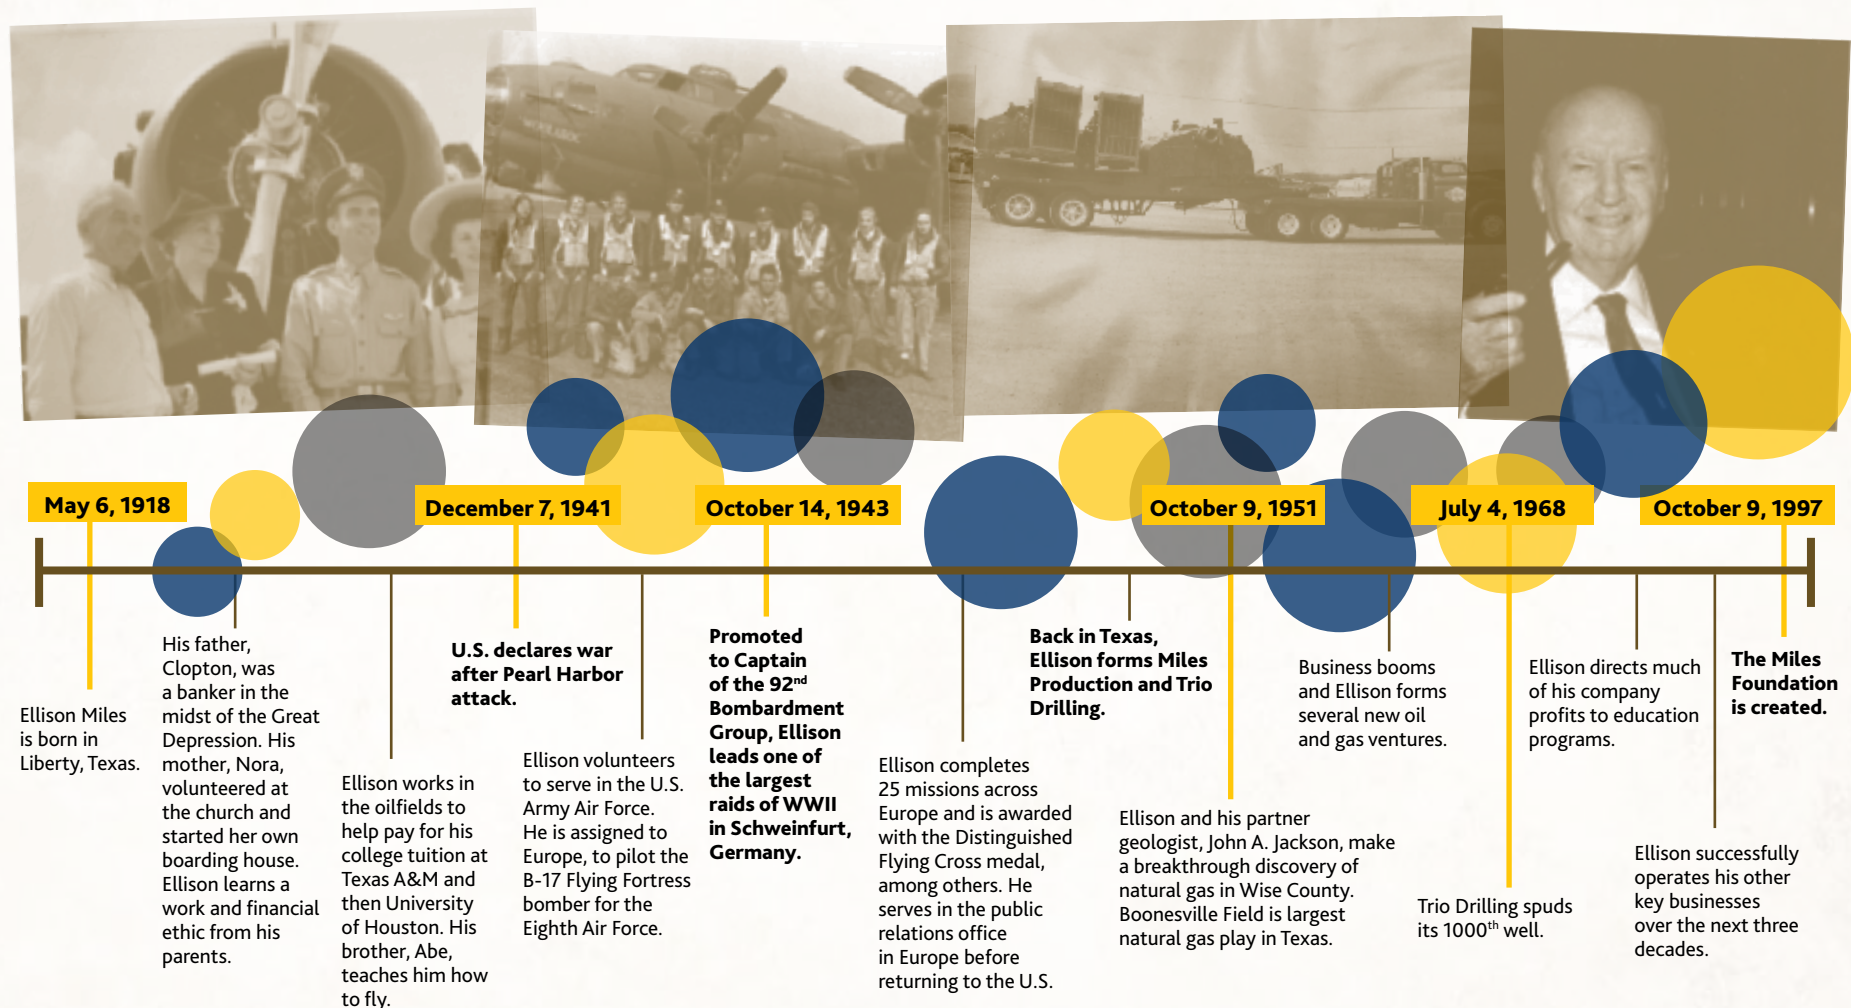 May 6, 1918
Ellison Miles
is born in
Liberty, Texas.
His father,
Clopton, was
a banker in the
midst of the Great
Depression. His
mother, Nora,
volunteered at
the church and
started her own
boarding house.
Ellison learns a
work and financial
ethic from his
parents.
Ellison works in
the oilfields to
help pay for his
college tuition at
Texas A&M and
then University
of Houston. His
brother, Abe,
teaches him how
to fly.
December 7, 1941
U.S. declares war
after Pearl Harbor
attack.
Ellison volunteers
to serve in the U.S.
Army Air Force.
He is assigned to
Europe, to pilot the
B-17 Flying Fortress
bomber for the
Eighth Air Force.
October 14, 1943
Promoted
to Captain
of the 92nd
Bombardment
Group, Ellison
leads one of
the largest
raids of WWII
in Schweinfurt,
Germany.
Ellison completes
25 missions across
Europe and is awarded
with the Distinguished
Flying Cross medal,
among others. He
serves in the public
relations office
in Europe before
returning to the U.S.
Back in Texas,
Ellison forms Miles
Production and Trio
Drilling.
October 9, 1951
Ellison and his partner
geologist, John A. Jackson, make
a breakthrough discovery of
natural gas in Wise County.
Boonesville Field is largest
natural gas play in Texas.
Business booms
and Ellison forms
several new oil
and gas ventures.
July 4, 1968
Trio Drilling spuds
its 1000th well.
Ellison directs much
of his company
profits to education
programs.
Ellison successfully
operates his other
key businesses
over the next three
decades.
October 9, 1997
The Miles
Foundation
is created.